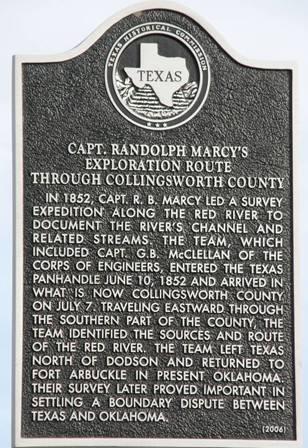 TEXAS HISTORICAL COMMISSION
TEXAS
CAPT. RANDOLPH MARCY'S
EXPLORATION ROUTE
THROUGH COLLINGSWORTH COUNTY
IN 1852, CAPT. R. B. MARCY LED A SURVEY
EXPEDITION ALONG THE RED RIVER TO
DOCUMENT THE RIVER'S CHANNEL AND
RELATED STREAMS. THE TEAM, WHICH
INCLUDED CAPT. G.B. McCLELLAN OF THE
CORPS OF ENGINEERS, ENTERED THE TEXAS
PANHANDLE JUNE 10, 1852 AND ARRIVED IN
WHAT IS NOW COLLINGSWORTH COUNTY
ON JULY 7. TRAVELING EASTWARD THROUGH
THE SOUTHERN PART OF THE COUNTY, THE
TEAM IDENTIFIED THE SOURCES AND ROUTE
OF THE RED RIVER. THE TEAM LEFT TEXAS
NORTH OF DODSON AND RETURNED TO
FORT ARBUCKLE IN PRESENT OKLAHOMA.
THEIR SURVEY LATER PROVED IMPORTANT IN
SETTLING A BOUNDARY DISPUTE BETWEEN
TEXAS AND OKLAHOMA.
(2006)